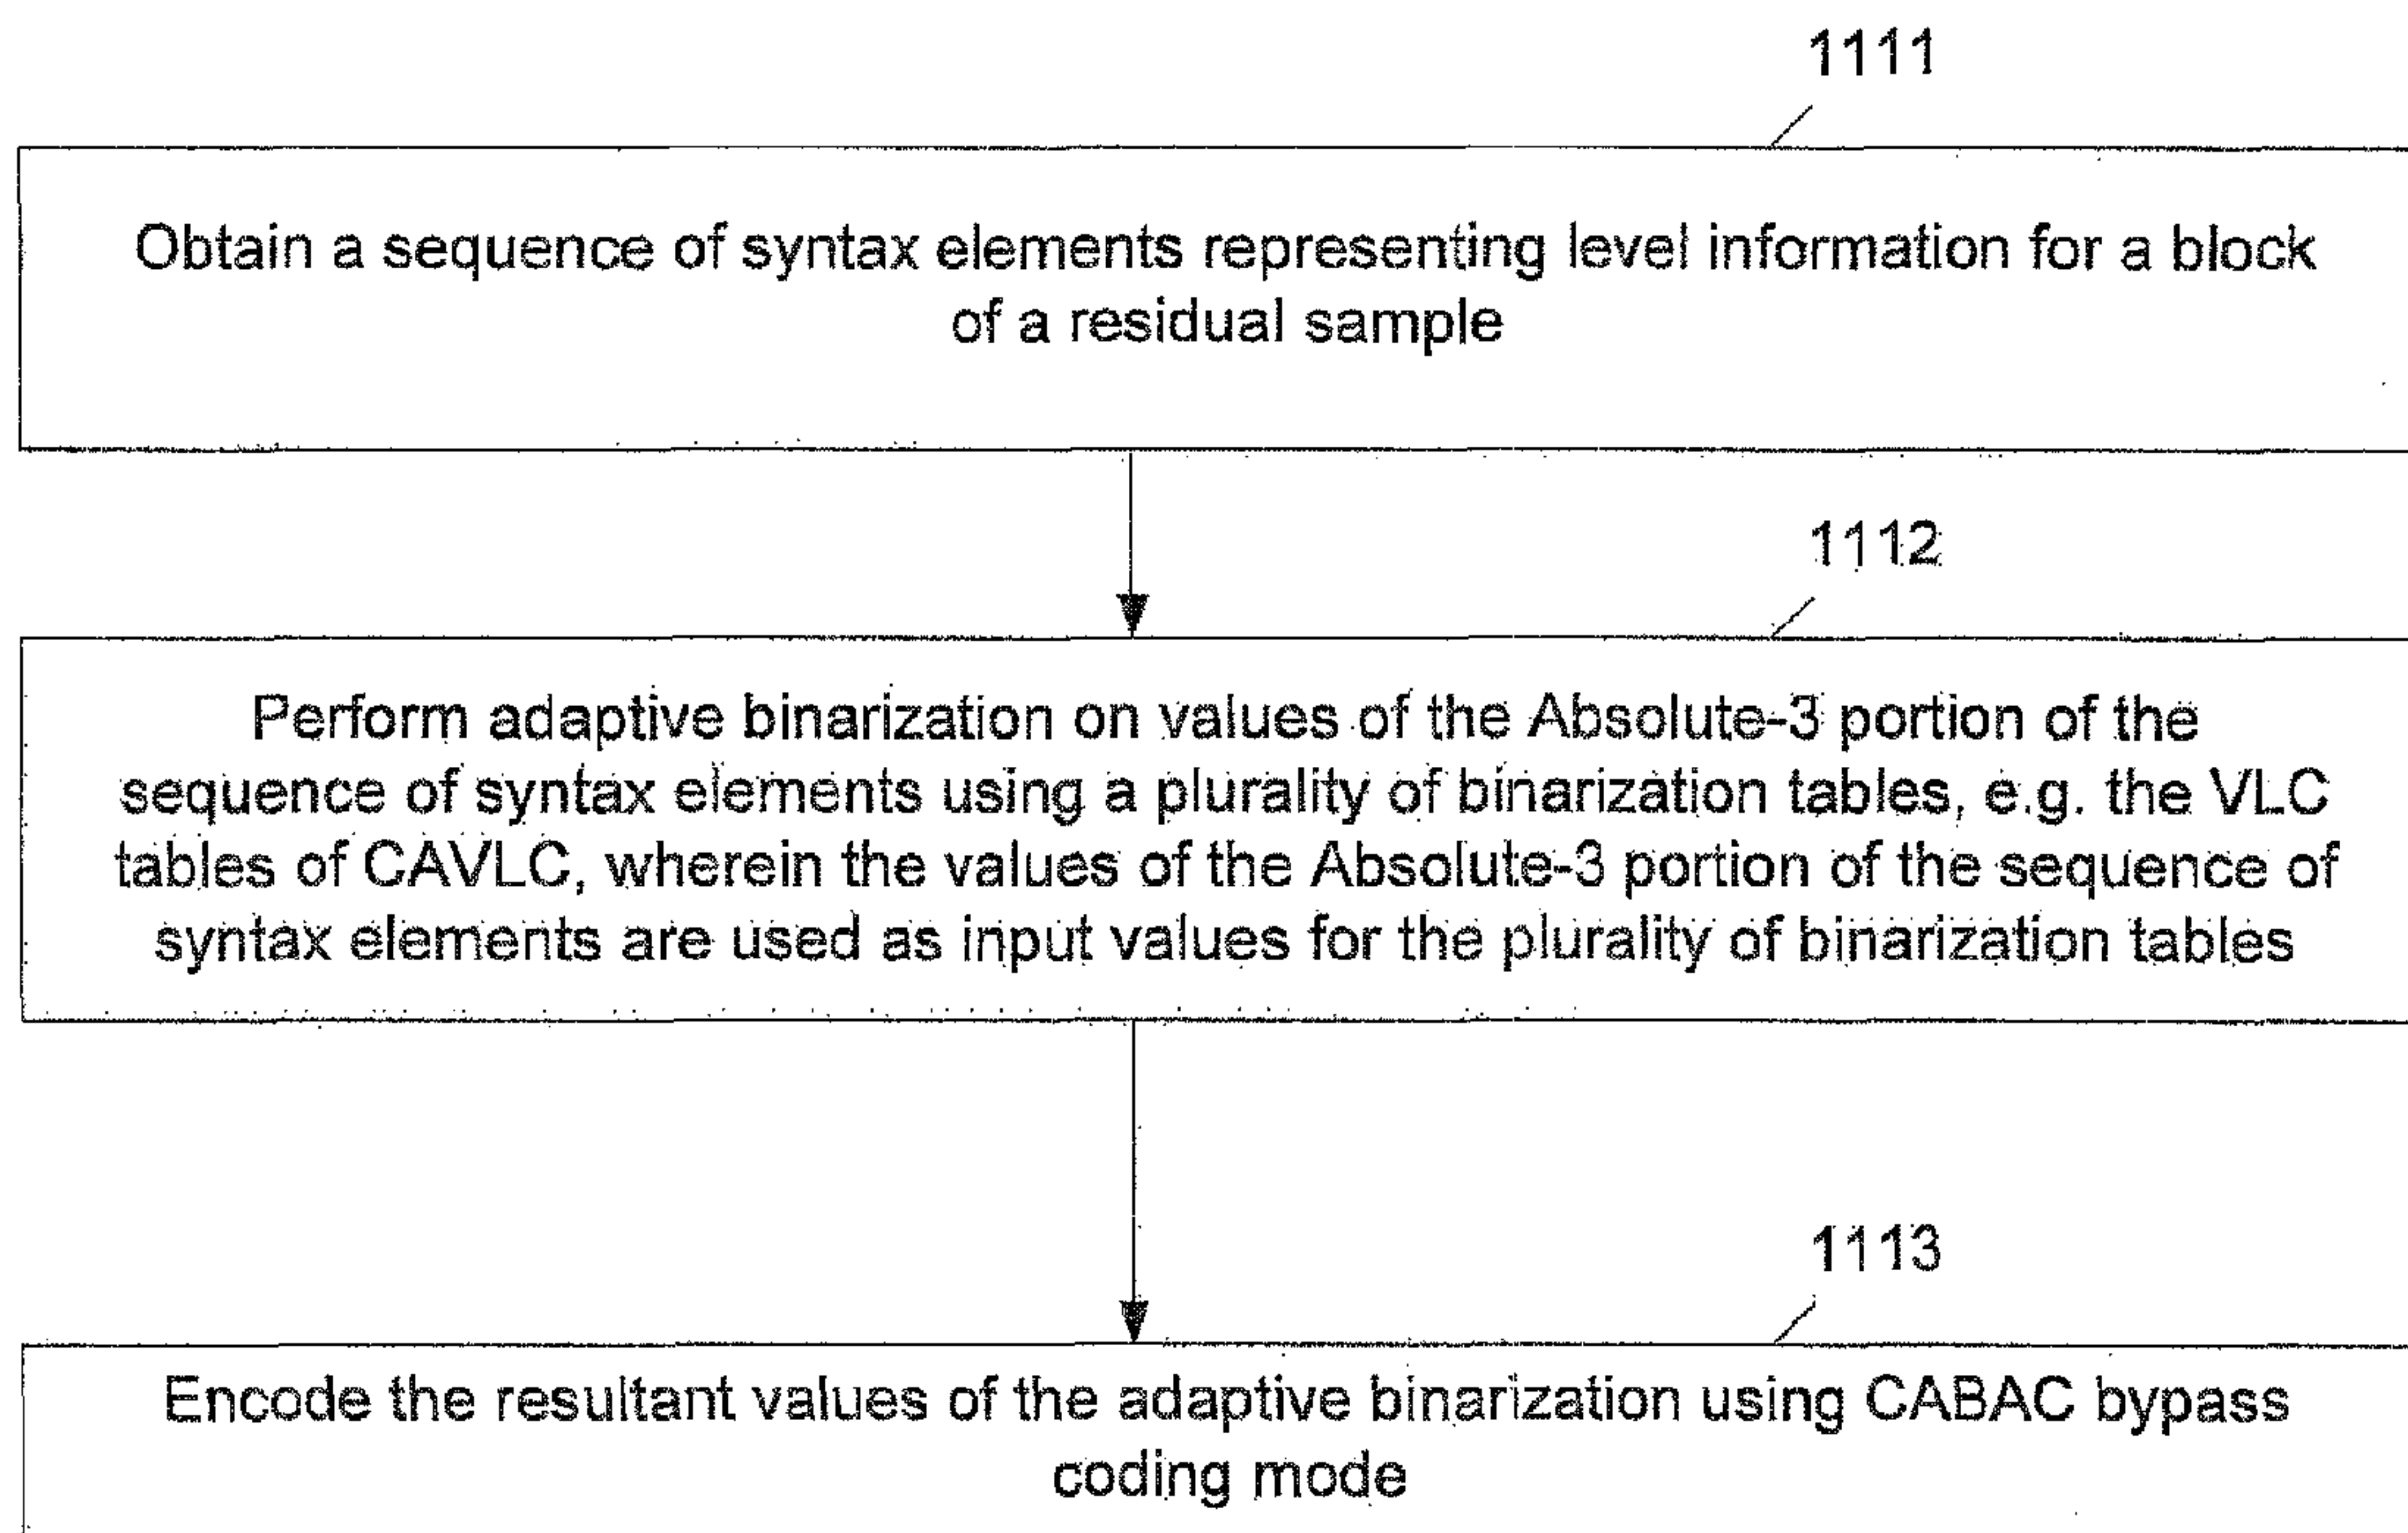 1111
Obtain a sequence of syntax elements representing level information for a block
of a residual sample
1112
Perform adaptive binarization on values of the Absolute-3 portion of the
sequence of syntax elements using a plurality of binarization tables, e.g. the VLC
tables of CAVLC, wherein the values of the Absolute-3 portion of the sequence of
syntax elements are used as input values for the plurality of binarization tables
1113
Encode the resultant values of the adaptive binarization using CABAC bypass
coding mode